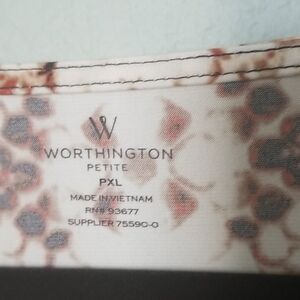 W
WORTHINGTON
PETITE
PXL
MADE IN VIETNAM
RN# 93677
SUPPLIER 75590-0